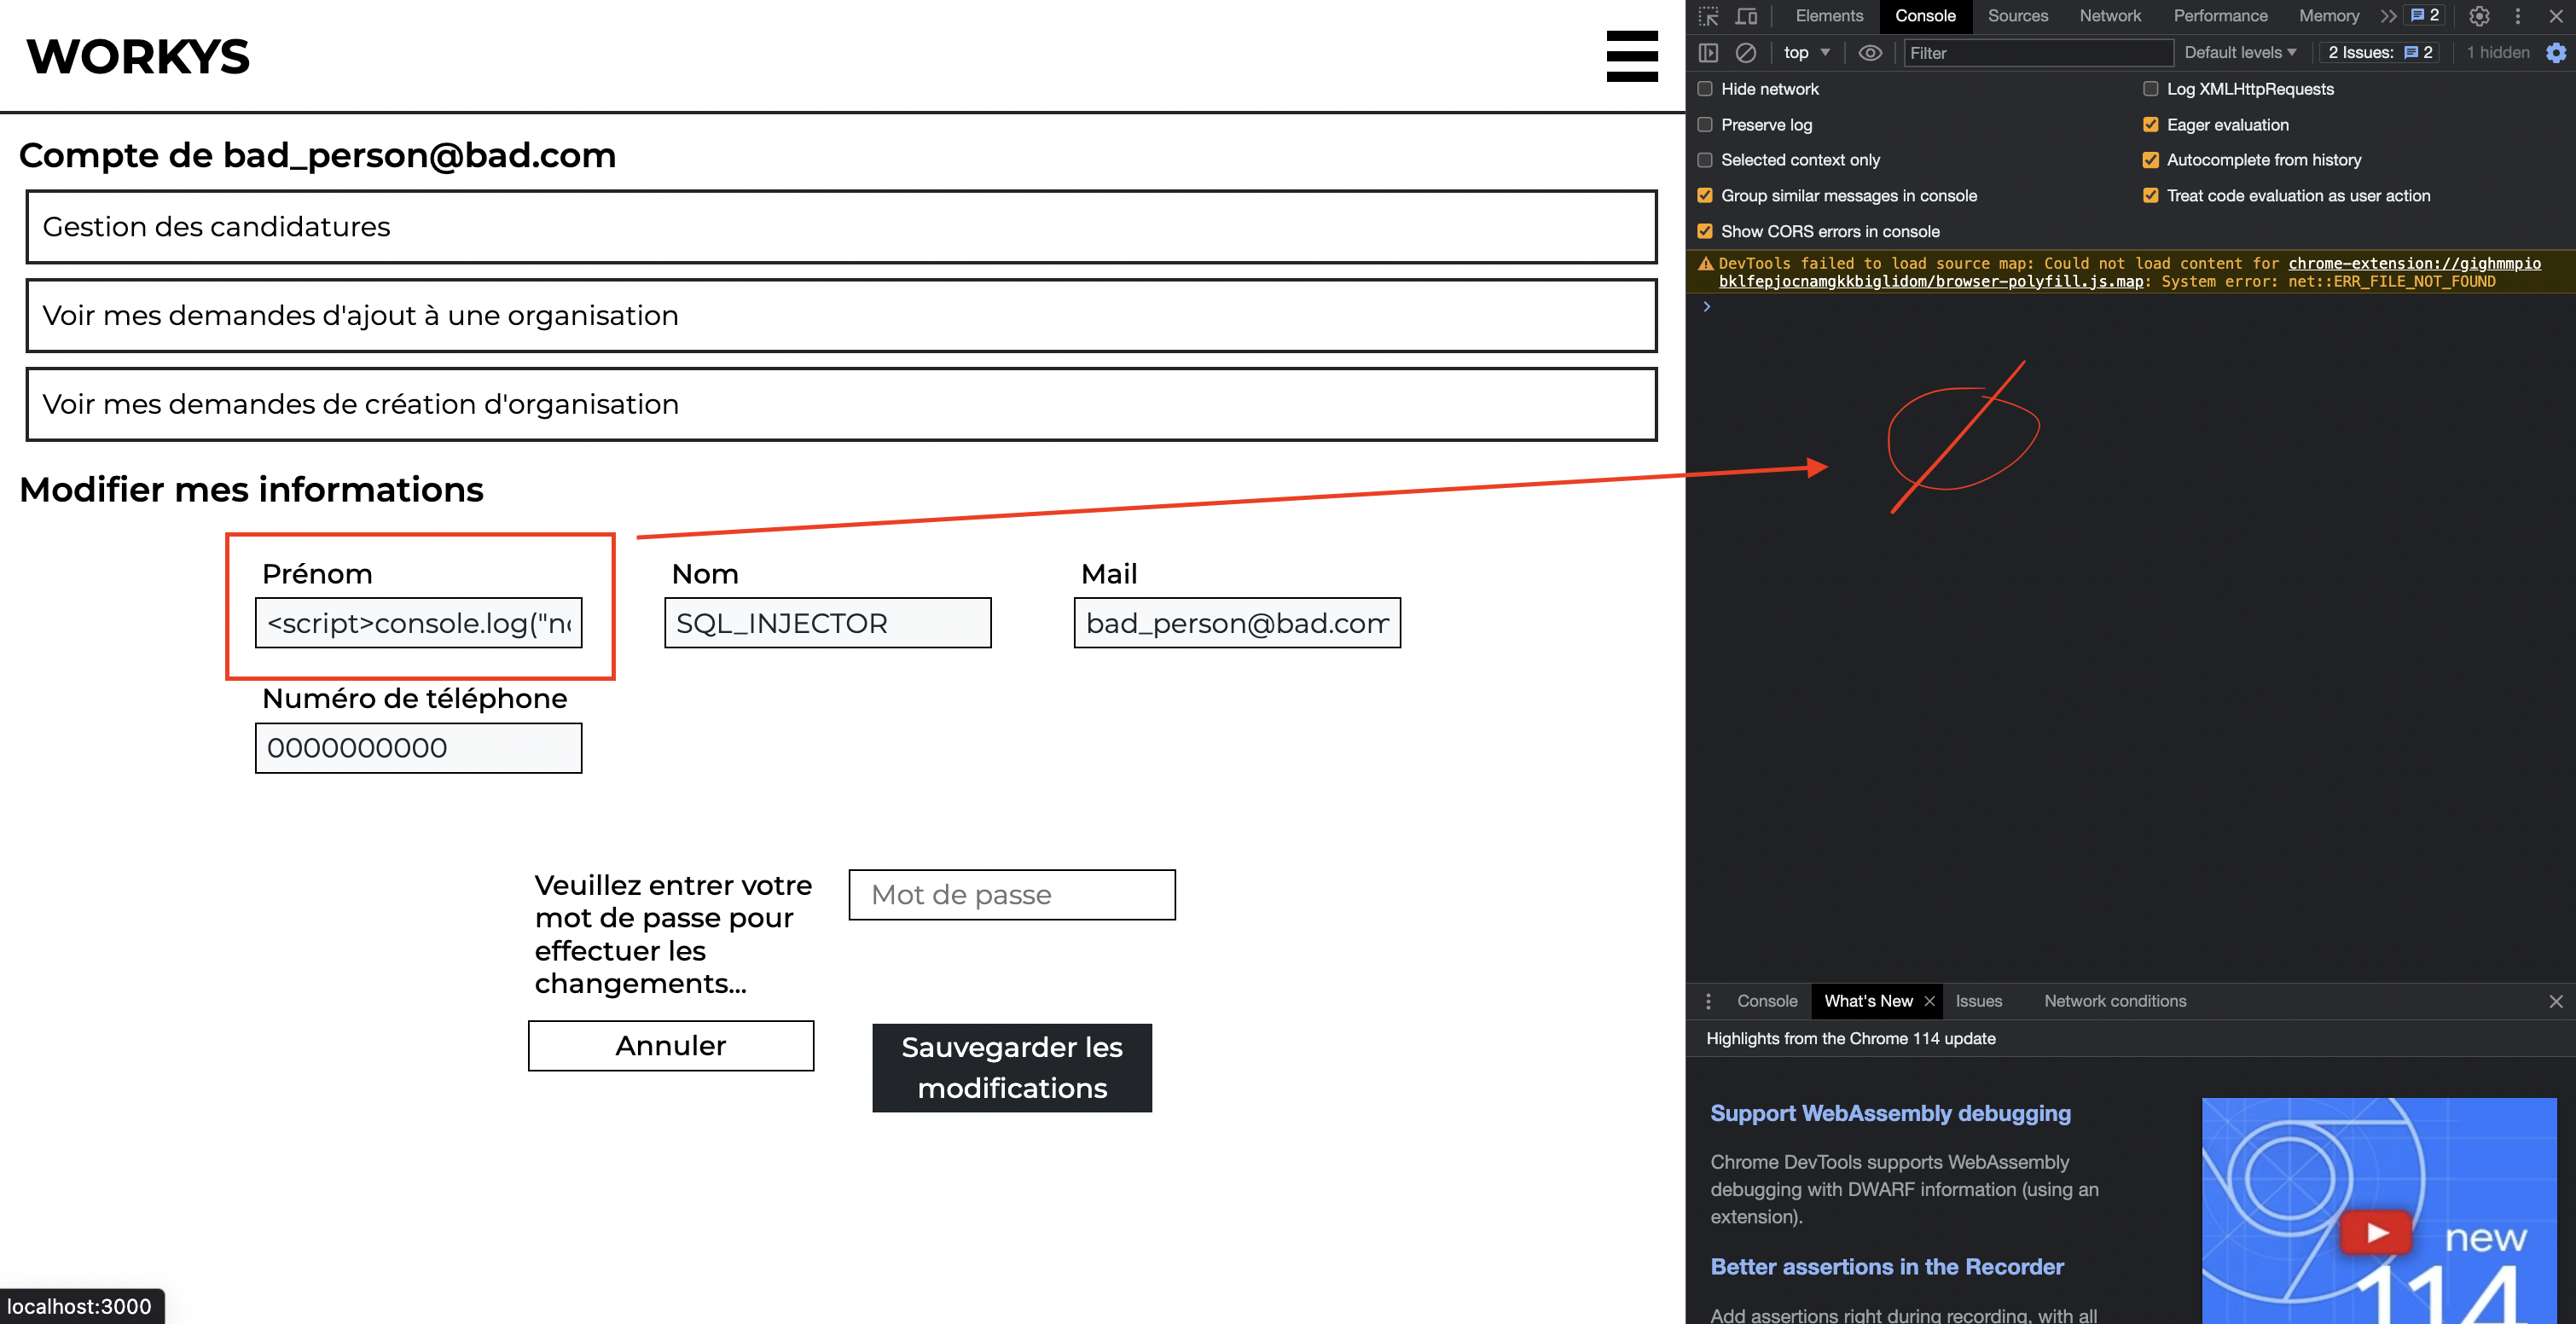 WORKYS
Compte de bad_person@bad.com
Gestion des candidatures
Voir mes demandes d'ajout à une organisation
Voir mes demandes de création d'organisation
Modifier mes informations
Prénom
<script>console.log("no
Nom
SQL_INJECTOR
Mail
bad_person@bad.com
Numéro de téléphone
0000000000
Veuillez entrer votre
mot de passe pour
effectuer les
changements...
Mot de passe
Annuler
Sauvegarder les
modifications
localhost:3000
Elements Console Sources Network Performance Memory 2
top Filter Default levels 2 Issues: 2 1 hidden
Hide network
Log XMLHttpRequests
Preserve log
Eager evaluation
Selected context only
Autocomplete from history
Group similar messages in console
Treat code evaluation as user action
Show CORS errors in console
DevTools failed to load source map: Could not load content for chrome-extension://gighmmpio
bklfepjocnamgkkbiglidom/browser-polyfill.js.map: System error: net::ERR_FILE_NOT_FOUND
Console What's New Issues Network conditions
Highlights from the Chrome 114 update
Support WebAssembly debugging
Chrome DevTools supports WebAssembly
debugging with DWARF information (using an
extension).
Better assertions in the Recorder
Add assertions right during recording, with all
new
114